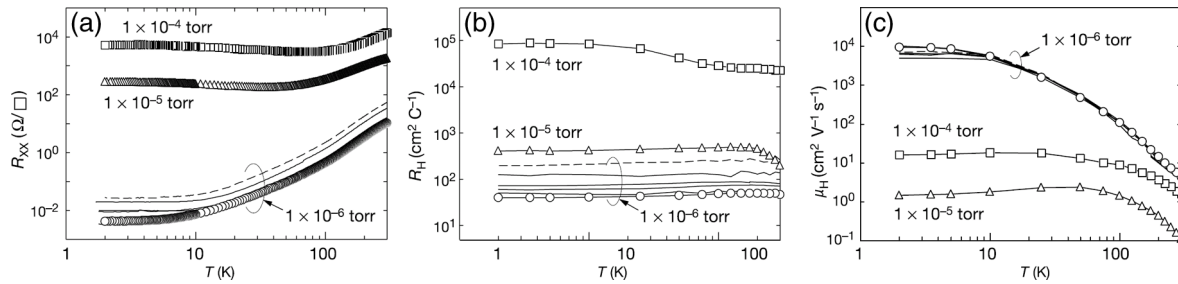 (a)
1 × 10⁻⁴ torr
1 × 10⁻⁵ torr
1 × 10⁻⁶ torr
R_XX (Ω/□)
10⁴
10²
10⁰
10⁻²
1
10
100
T (K)
(b)
1 × 10⁻⁴ torr
1 × 10⁻⁵ torr
1 × 10⁻⁶ torr
R_H (cm² C⁻¹)
10⁵
10⁴
10³
10²
10¹
1
10
100
T (K)
(c)
1 × 10⁻⁶ torr
1 × 10⁻⁴ torr
1 × 10⁻⁵ torr
μ_H (cm² V⁻¹ s⁻¹)
10⁴
10³
10²
10¹
10⁰
10⁻¹
1
10
100
T (K)